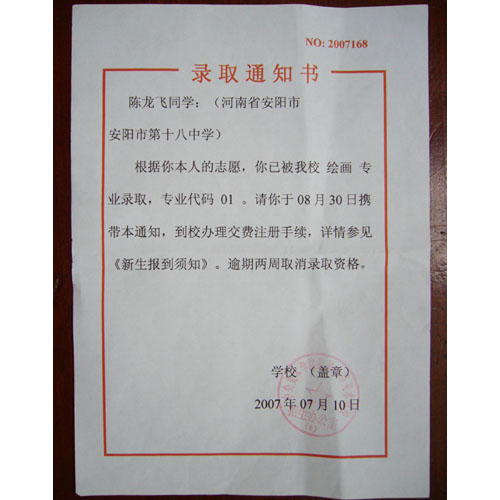 NO: 2007168
录取通知书
陈龙飞同学：（河南省安阳市
安阳市第十八中学）
根据你本人的志愿，你已被我校 绘画 专
业录取，专业代码 01 。请你于 08 月 30 日携
带本通知，到校办理交费注册手续，详情参见
《新生报到须知》。逾期两周取消录取资格。
学校 （盖章）
2007 年 07 月 10 日